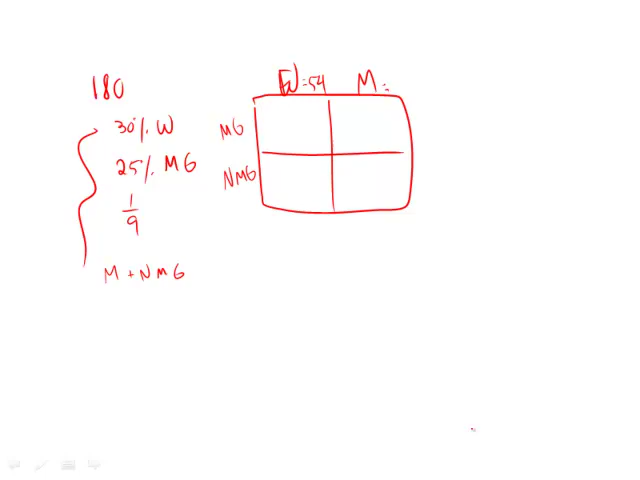 180
30% W
25% MG
1
9
M + NMG
W = 54 M =
MG
NMG